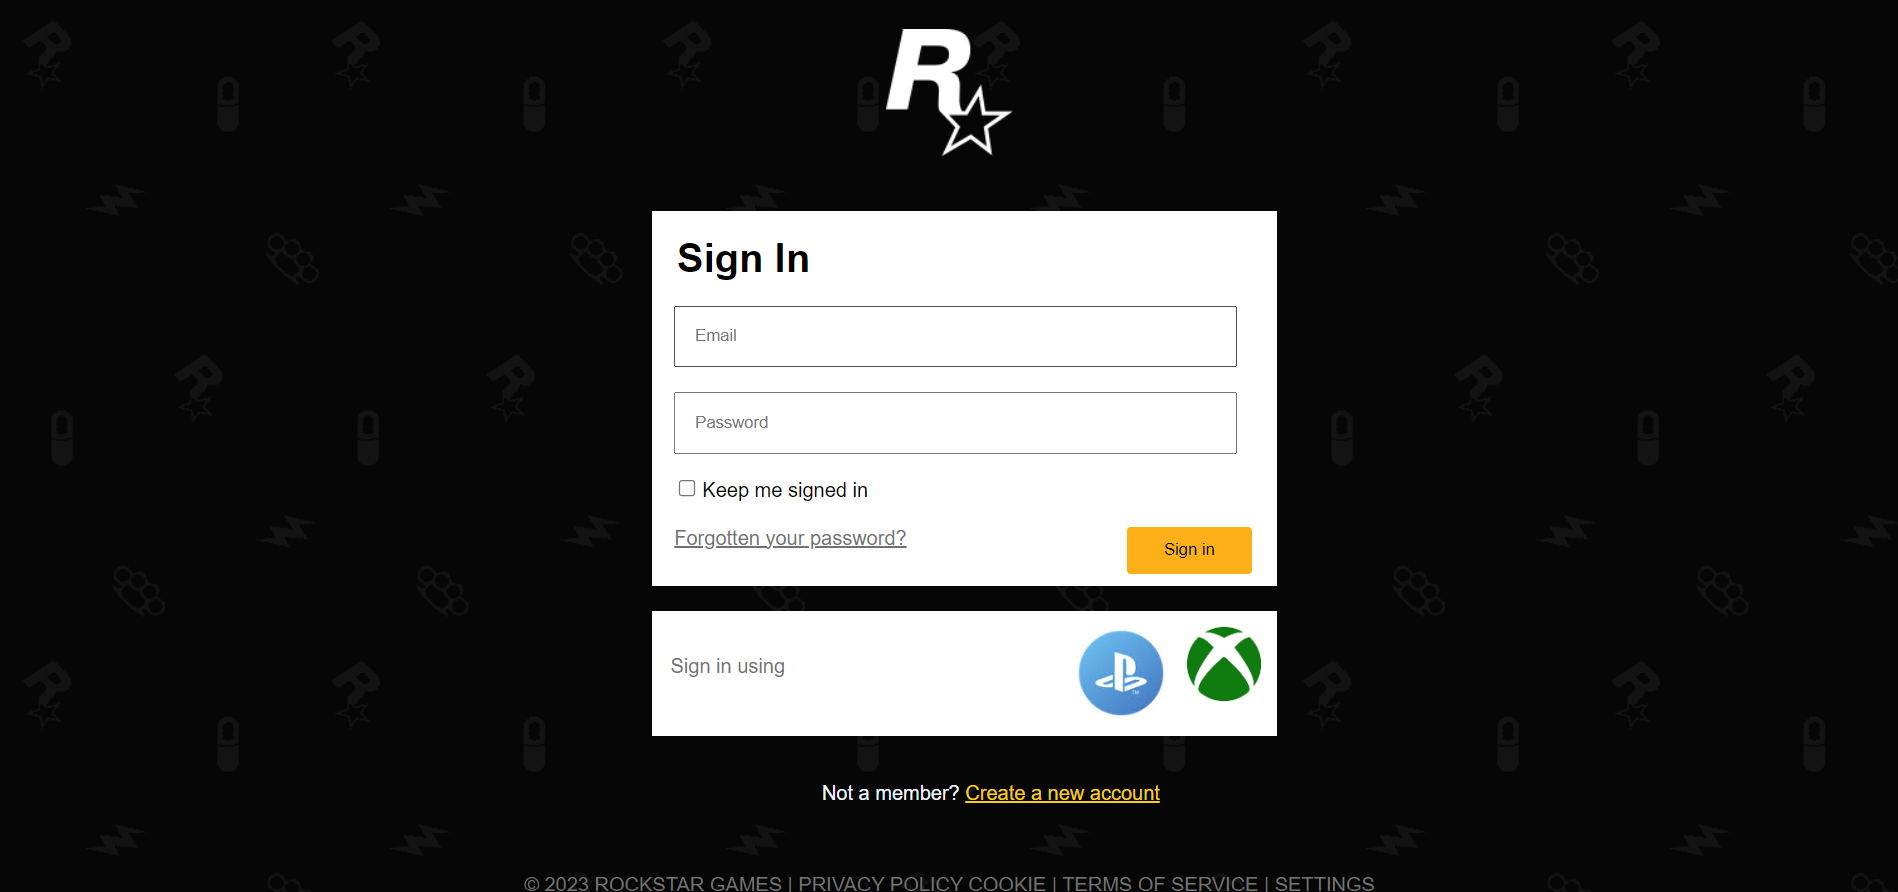 R
Sign In
Email
Password
Keep me signed in
Forgotten your password?
Sign in
Sign in using
Not a member? Create a new account
© 2023 ROCKSTAR GAMES | PRIVACY POLICY COOKIE | TERMS OF SERVICE | SETTINGS